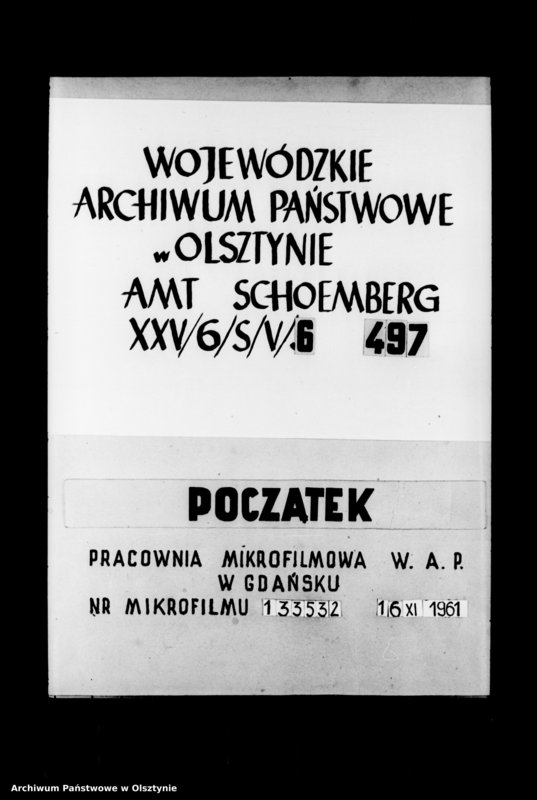 WOJEWÓDZKIE
ARCHIWUM PAŃSTWOWE
w OLSZTYNIE
AMT SCHOEMBERG
XXV/6/S/V/.6 497
POCZĄTEK
PRACOWNIA MIKROFILMOWA W. A. P.
W GDAŃSKU
NR MIKROFILMU 133532 16 XI 1961
Archiwum Państwowe w Olsztynie